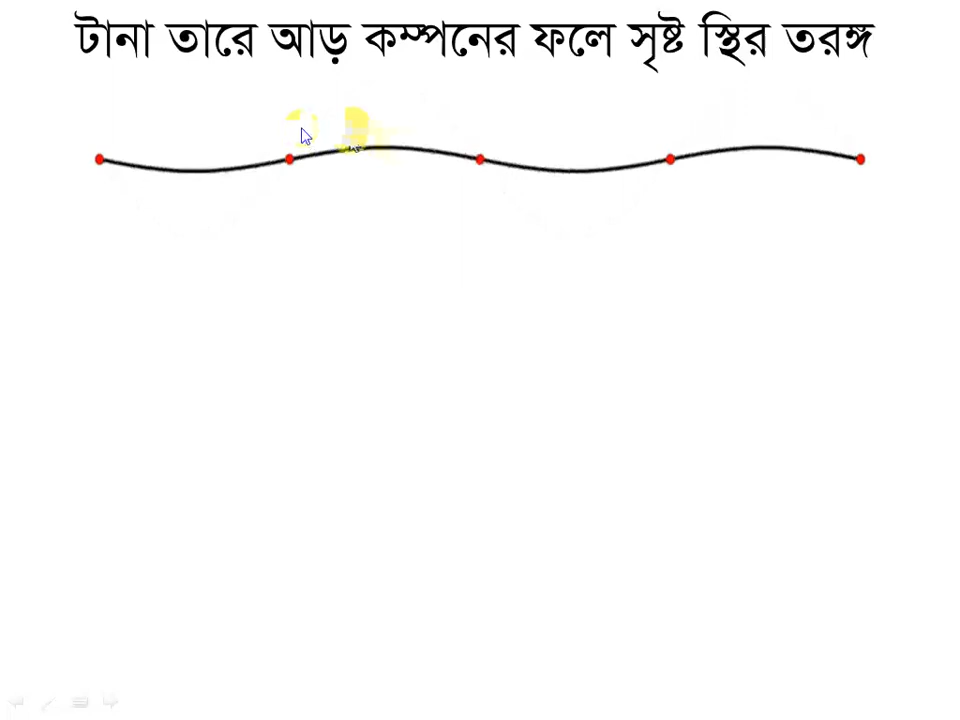 টানা তারে আড় কম্পনের ফলে সৃষ্ট স্থির তরঙ্গ